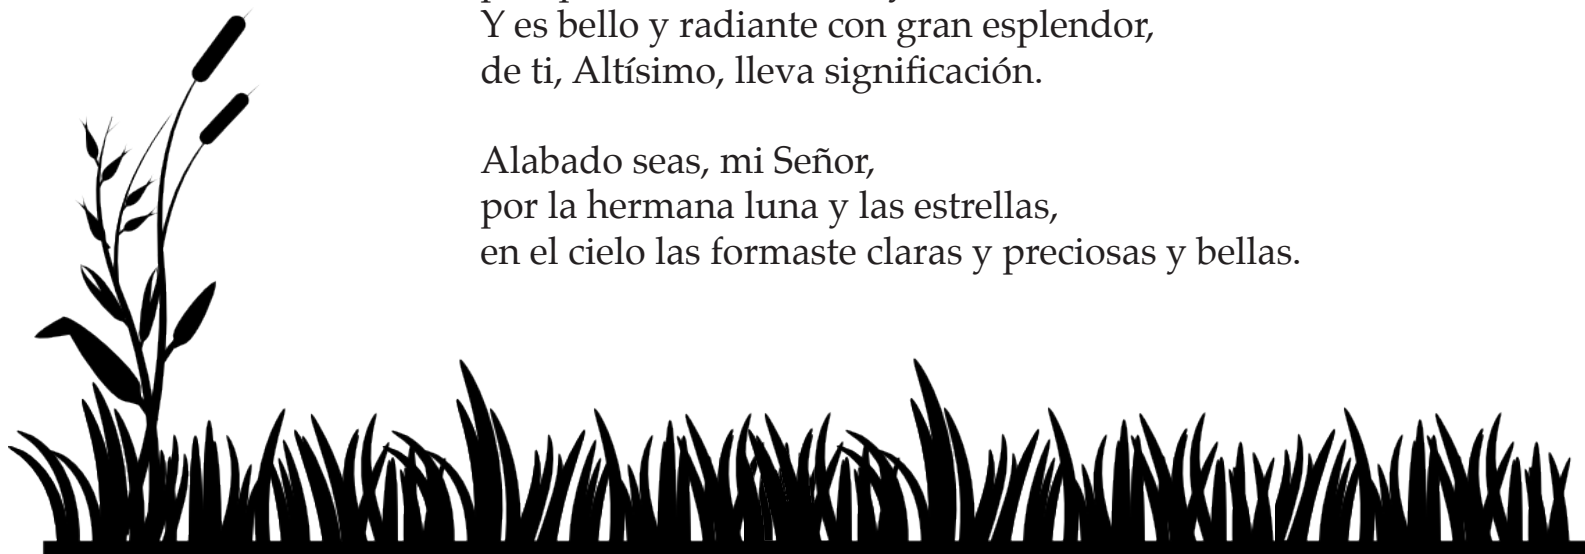 Y es bello y radiante con gran esplendor,
de ti, Altísimo, lleva significación.
Alabado seas, mi Señor,
por la hermana luna y las estrellas,
en el cielo las formaste claras y preciosas y bellas.